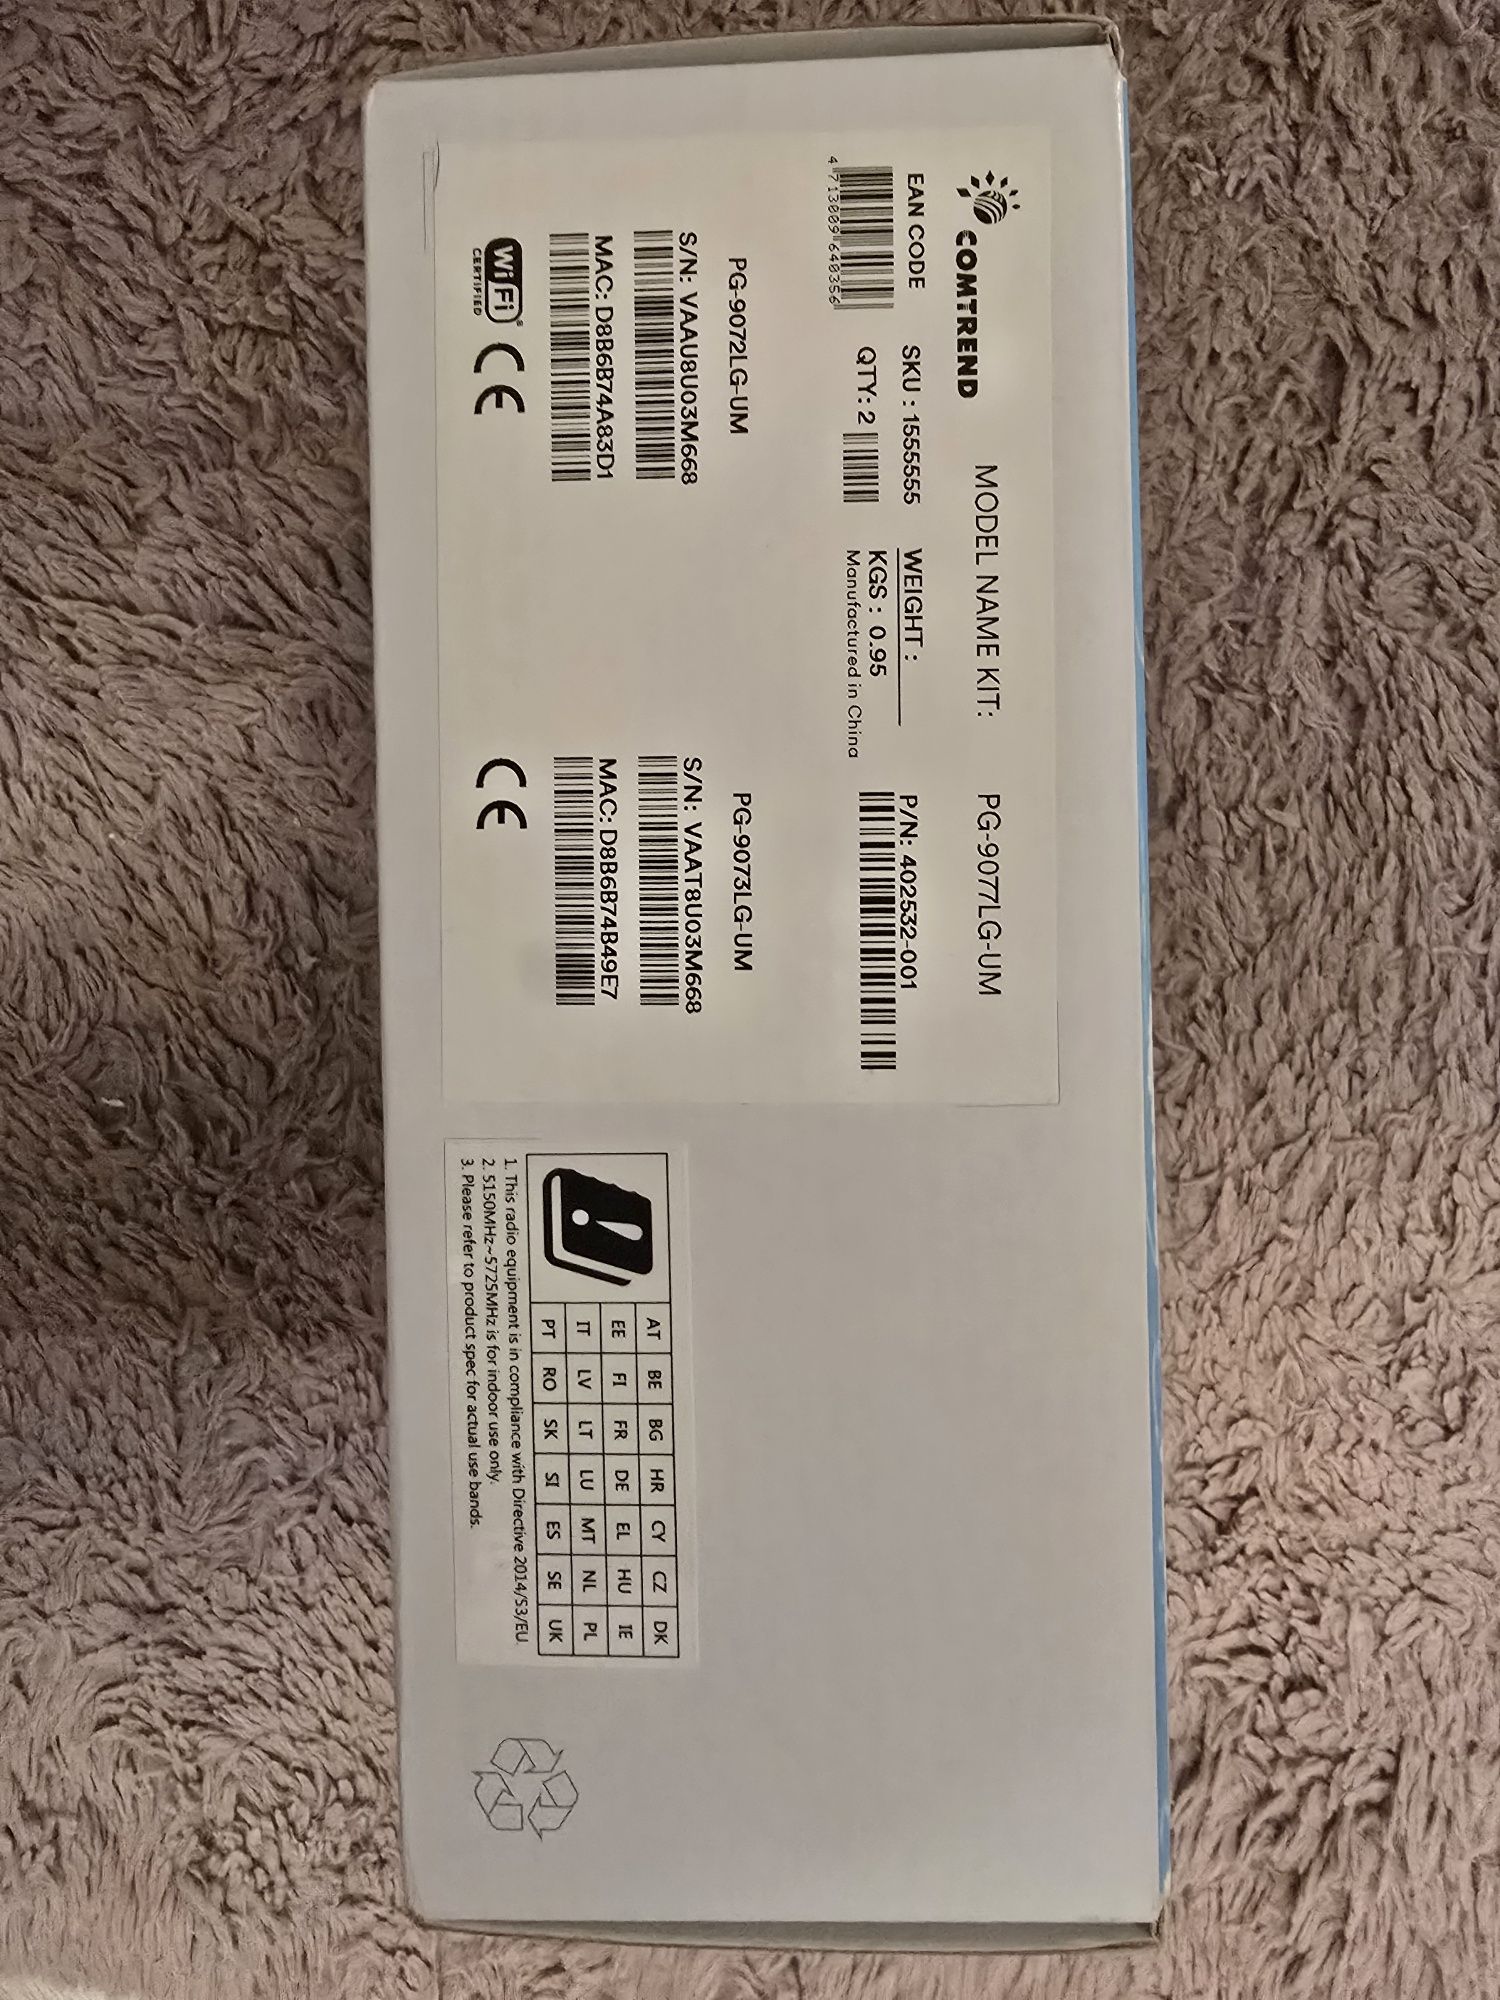 COMTREND
MODEL NAME KIT: PG-9077LG-UM
EAN CODE
4 713009 640356
SKU : 1555555
QTY: 2
WEIGHT :
KGS : 0.95
Manufactured in China
P/N: 402532-001
PG-9072LG-UM
S/N: VAAU8U03M668
MAC: D8B6B74A83D1
Wi Fi®
CERTIFIED
CE
PG-9073LG-UM
S/N: VAAT8U03M668
MAC: D8B6B74B49E7
CE
!
AT BE BG HR CY CZ DK
EE FI FR DE EL HU IE
IT LV LT LU MT NL PL
PT RO SK SI ES SE UK
1. This radio equipment is in compliance with Directive 2014/53/EU.
2. 5150MHz~5725MHz is for indoor use only.
3. Please refer to product spec for actual use bands.